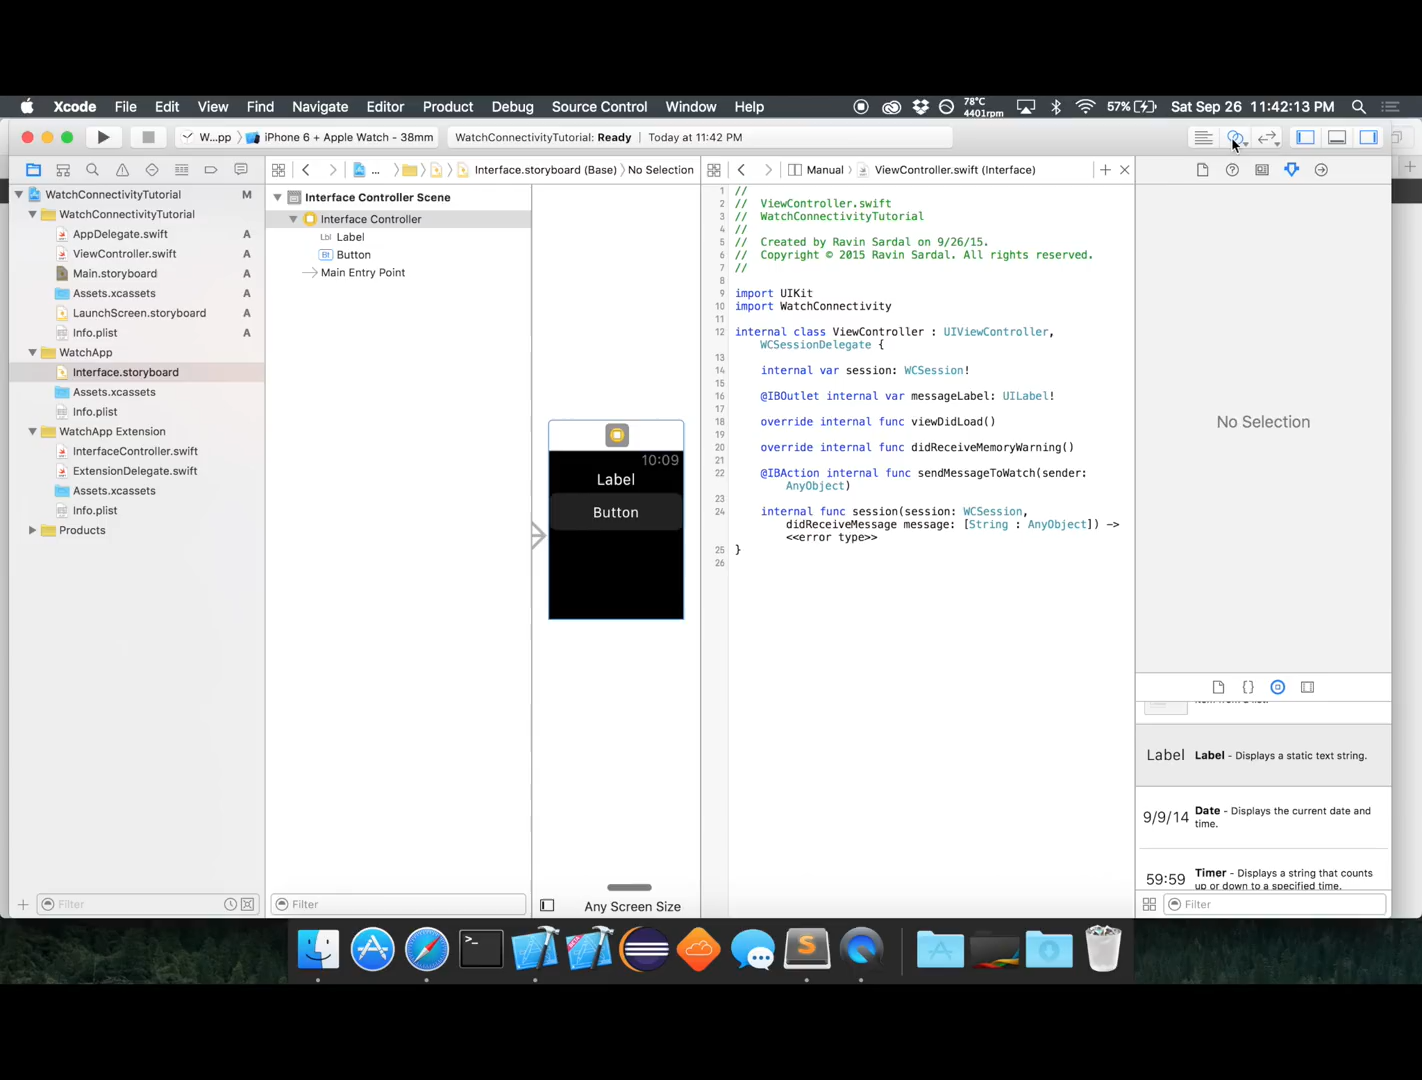 Xcode File Edit View Find Navigate Editor Product Debug Source Control Window Help 78°C 4401rpm 57% Sat Sep 26 11:42:13 PM
W...pp iPhone 6 + Apple Watch - 38mm WatchConnectivityTutorial: Ready | Today at 11:42 PM
... Interface.storyboard (Base) No Selection Manual ViewController.swift (Interface)
WatchConnectivityTutorial M
WatchConnectivityTutorial
AppDelegate.swift A
ViewController.swift A
Main.storyboard A
Assets.xcassets A
LaunchScreen.storyboard A
Info.plist A
WatchApp
Interface.storyboard
Assets.xcassets
Info.plist
WatchApp Extension
InterfaceController.swift
ExtensionDelegate.swift
Assets.xcassets
Info.plist
Products
Filter
Interface Controller Scene
Interface Controller
Lbl Label
Bt Button
Main Entry Point
Filter
10:09
Label
Button
Any Screen Size
1 //
2 // ViewController.swift
3 // WatchConnectivityTutorial
4 //
5 // Created by Ravin Sardal on 9/26/15.
6 // Copyright © 2015 Ravin Sardal. All rights reserved.
7 //
8
9 import UIKit
10 import WatchConnectivity
11
12 internal class ViewController : UIViewController,
WCSessionDelegate {
13
14 internal var session: WCSession!
15
16 @IBOutlet internal var messageLabel: UILabel!
17
18 override internal func viewDidLoad()
19
20 override internal func didReceiveMemoryWarning()
21
22 @IBAction internal func sendMessageToWatch(sender:
AnyObject)
23
24 internal func session(session: WCSession,
didReceiveMessage message: [String : AnyObject]) ->
<<error type>>
25 }
26
No Selection
Label Label - Displays a static text string.
9/9/14 Date - Displays the current date and
time.
59:59 Timer - Displays a string that counts
up or down to a specified time.
Filter